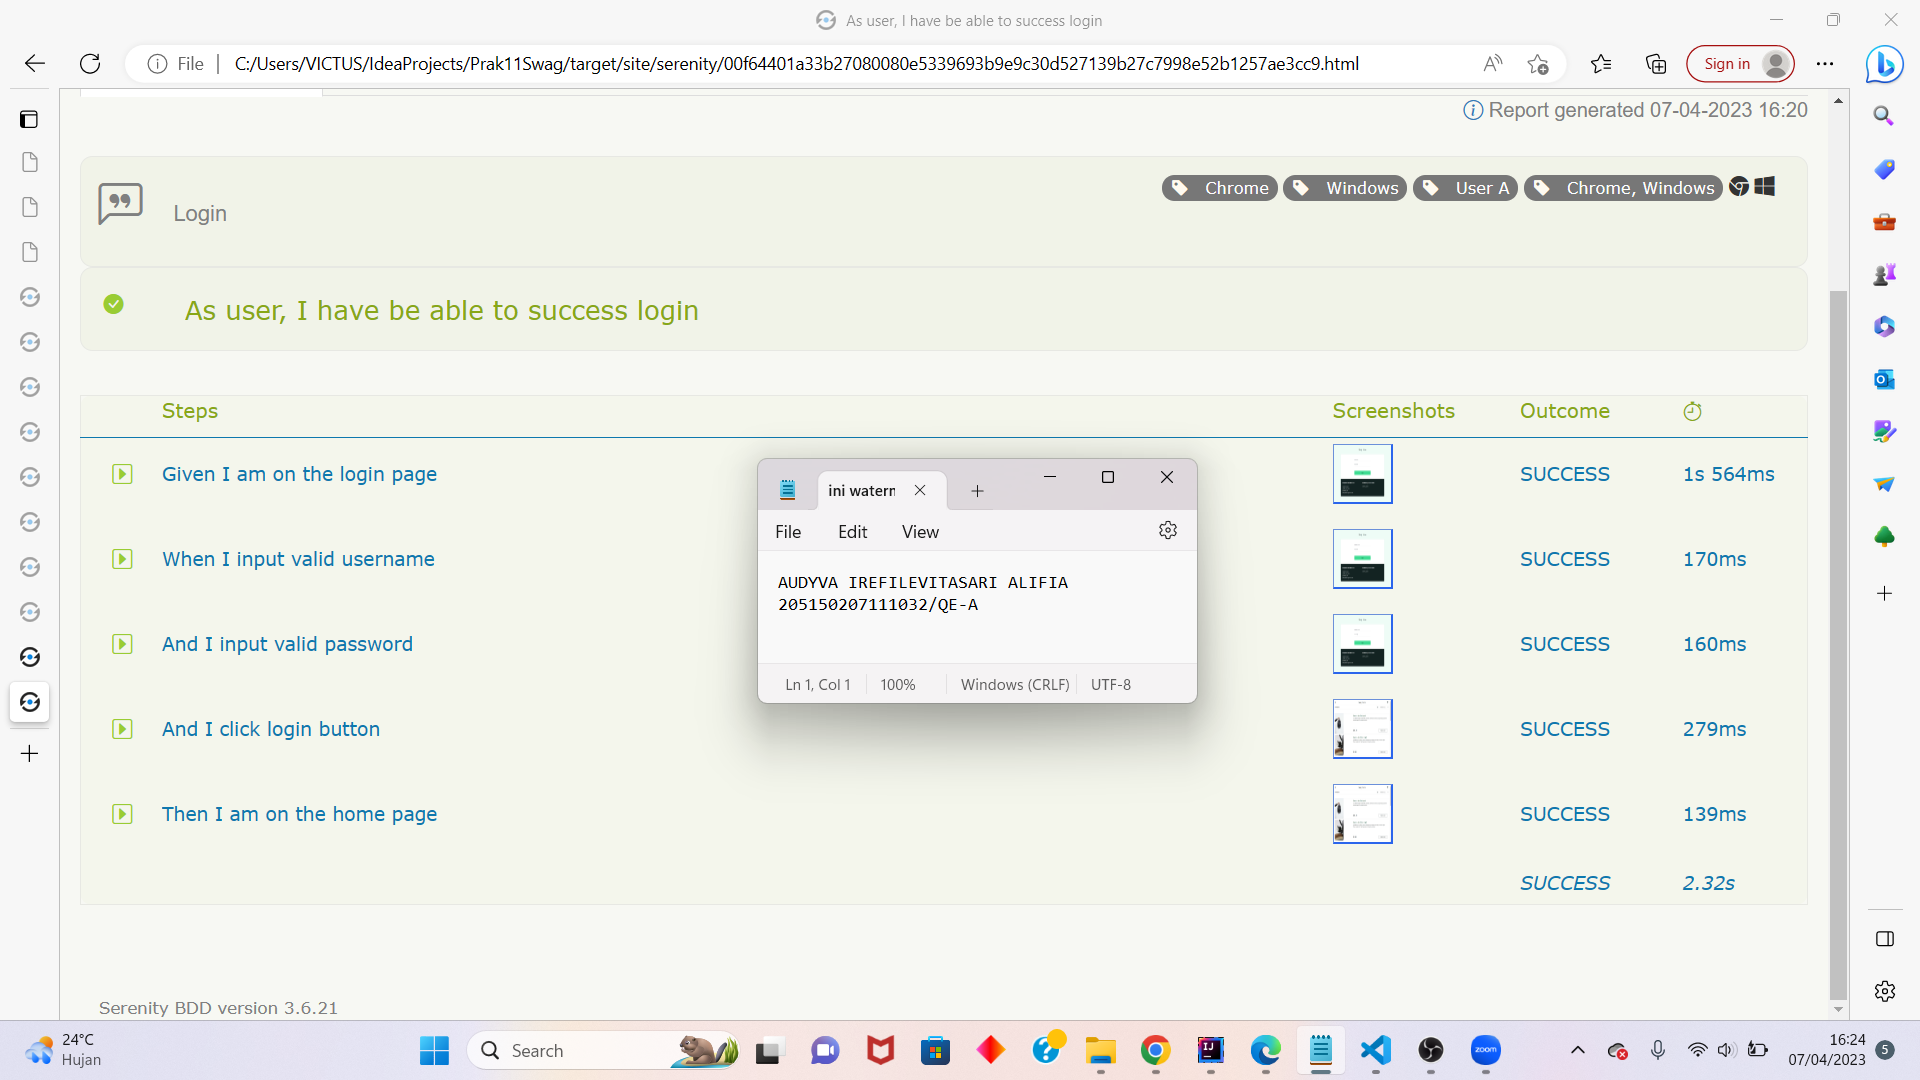 As user, I have be able to success login
File
C:/Users/VICTUS/IdeaProjects/Prak11Swag/target/site/serenity/00f64401a33b27080080e5339693b9e9c30d527139b27c7998e52b1257ae3cc9.html
Sign in
Report generated 07-04-2023 16:20
Login
Chrome
Windows
User A
Chrome, Windows
As user, I have be able to success login
Steps Screenshots Outcome
Given I am on the login page SUCCESS 1s 564ms
When I input valid username SUCCESS 170ms
And I input valid password SUCCESS 160ms
And I click login button SUCCESS 279ms
Then I am on the home page SUCCESS 139ms
SUCCESS 2.32s
ini watern
File Edit View
AUDYVA IREFILEVITASARI ALIFIA
205150207111032/QE-A
Ln 1, Col 1 100% Windows (CRLF) UTF-8
Serenity BDD version 3.6.21
24°C
Hujan
Search
zoom
16:24
07/04/2023
5